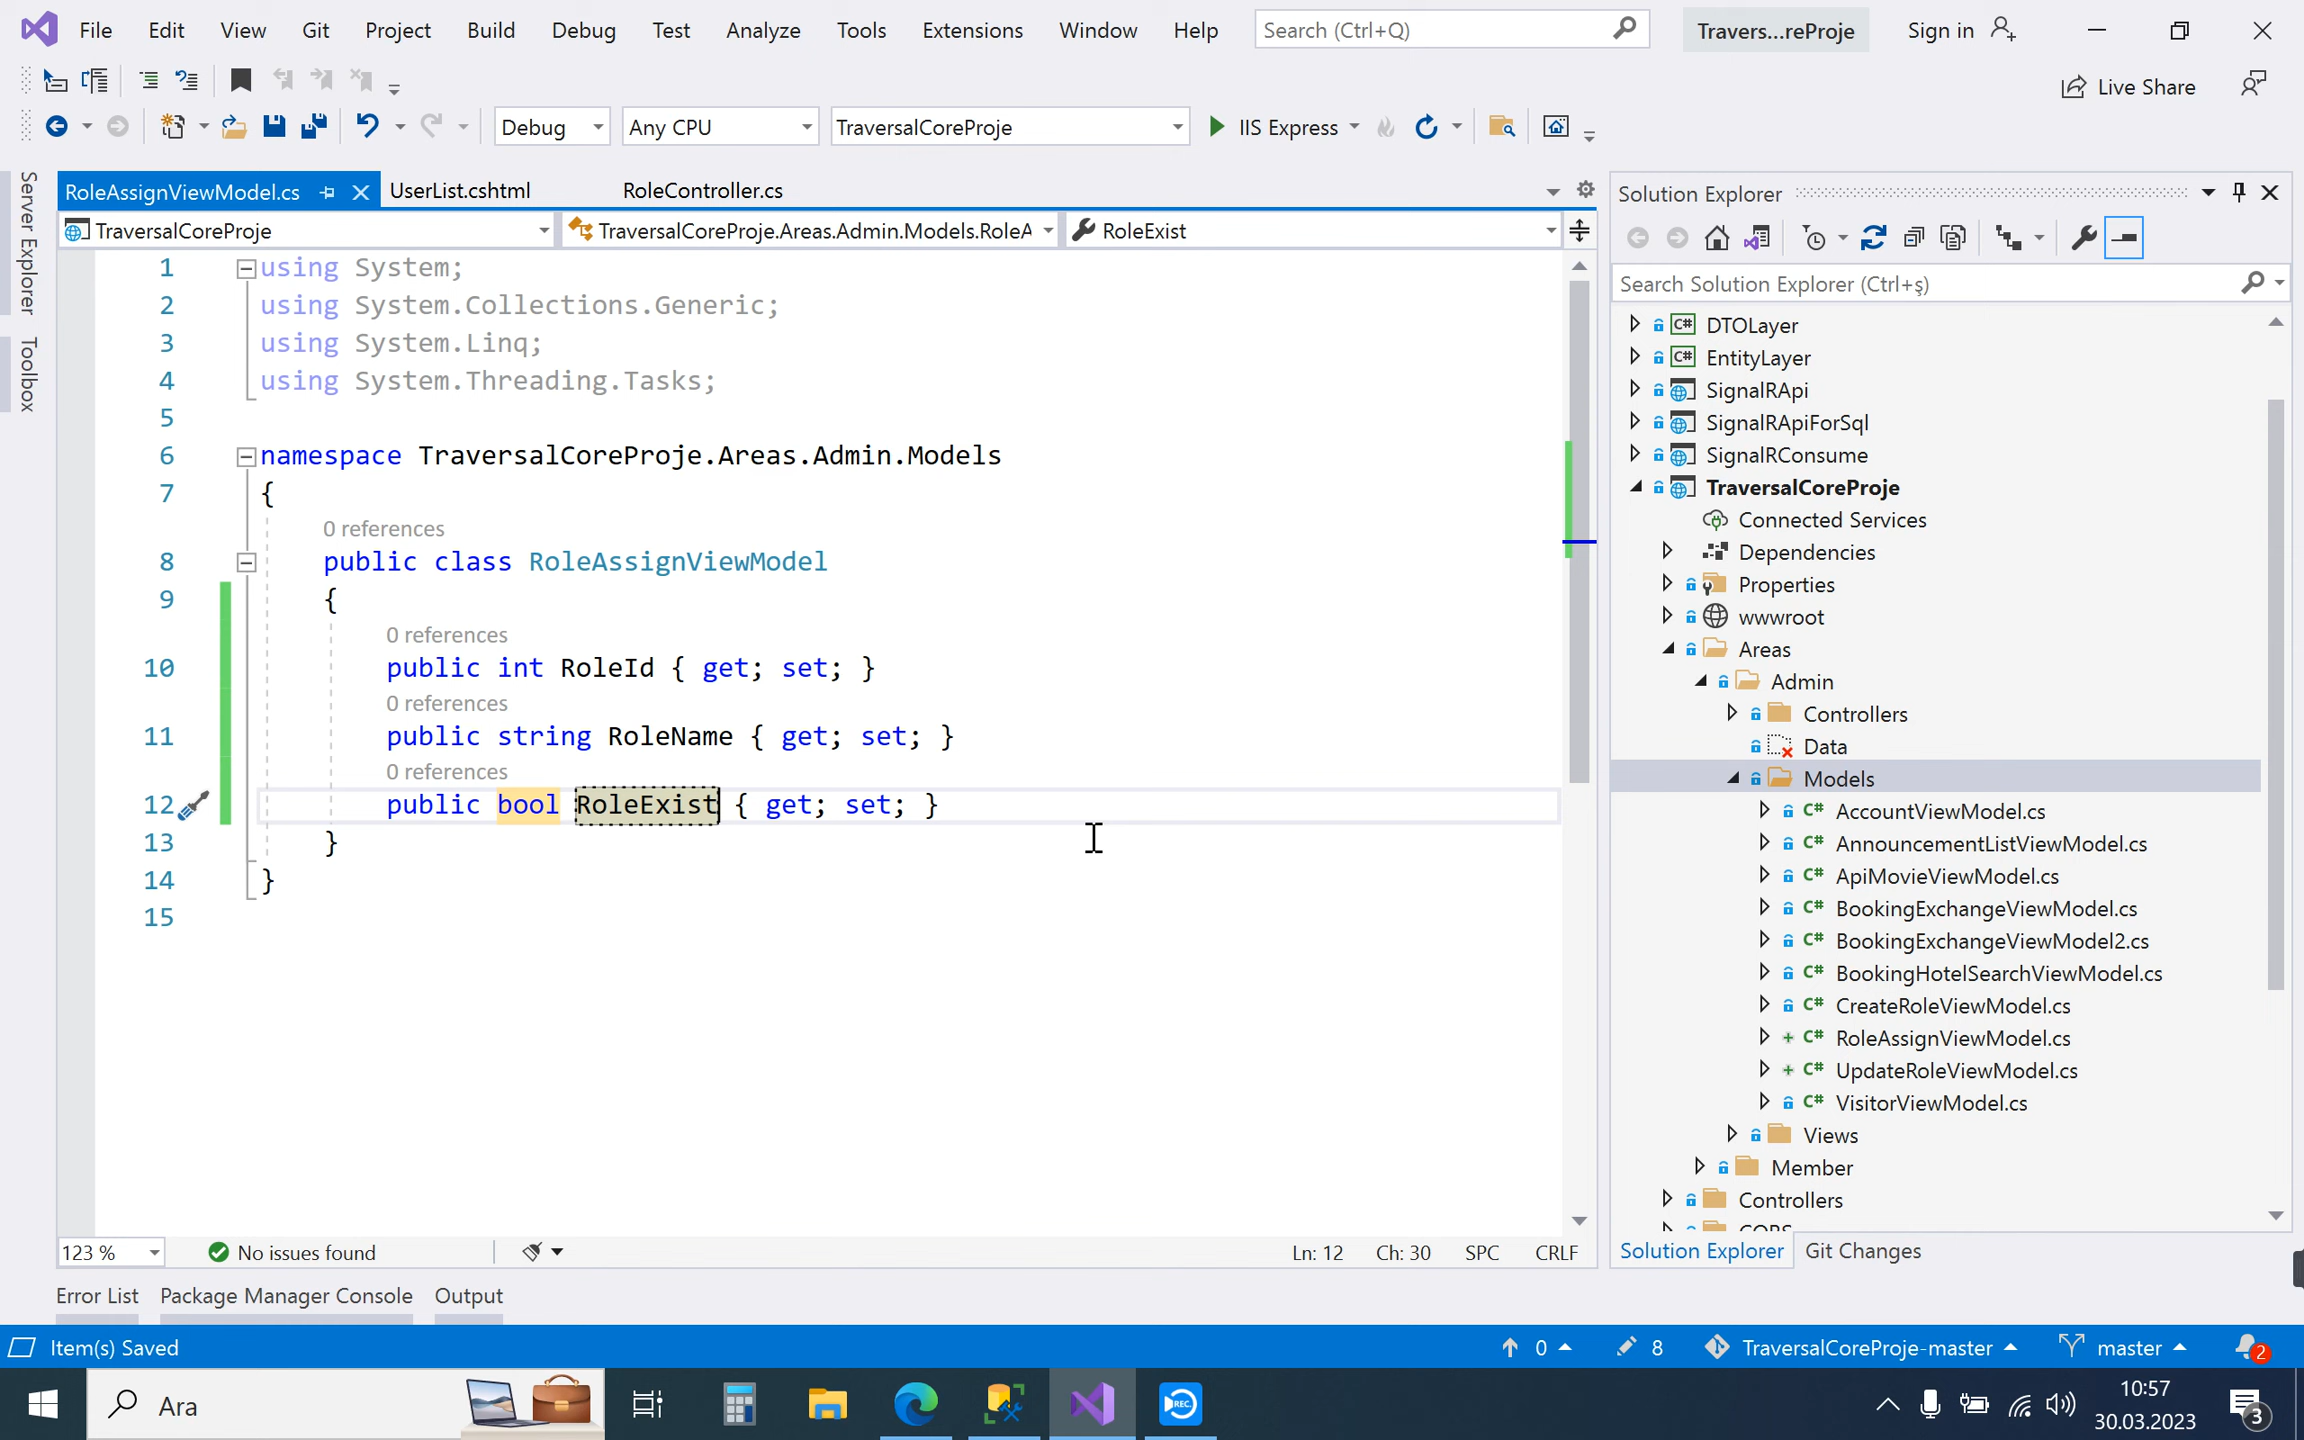 File Edit View Git Project Build Debug Test Analyze Tools Extensions Window Help Search (Ctrl+Q) Travers...reProje Sign in
Live Share
Debug Any CPU TraversalCoreProje IIS Express
Server Explorer
Toolbox
RoleAssignViewModel.cs UserList.cshtml RoleController.cs
TraversalCoreProje TraversalCoreProje.Areas.Admin.Models.RoleA RoleExist
1 using System;
2 using System.Collections.Generic;
3 using System.Linq;
4 using System.Threading.Tasks;
5
6 namespace TraversalCoreProje.Areas.Admin.Models
7 {
0 references
8 public class RoleAssignViewModel
9 {
0 references
10 public int RoleId { get; set; }
0 references
11 public string RoleName { get; set; }
0 references
12 public bool RoleExist { get; set; }
13 }
14 }
15
123 % No issues found Ln: 12 Ch: 30 SPC CRLF
Solution Explorer
Search Solution Explorer (Ctrl+ş)
C# DTOLayer
C# EntityLayer
SignalRApi
SignalRApiForSql
SignalRConsume
TraversalCoreProje
Connected Services
Dependencies
Properties
wwwroot
Areas
Admin
Controllers
Data
Models
C# AccountViewModel.cs
C# AnnouncementListViewModel.cs
C# ApiMovieViewModel.cs
C# BookingExchangeViewModel.cs
C# BookingExchangeViewModel2.cs
C# BookingHotelSearchViewModel.cs
C# CreateRoleViewModel.cs
+ C# RoleAssignViewModel.cs
+ C# UpdateRoleViewModel.cs
C# VisitorViewModel.cs
Views
Member
Controllers
CQRS
Solution Explorer Git Changes
Error List Package Manager Console Output
Item(s) Saved 0 8 TraversalCoreProje-master master 2
Ara REC 10:57
30.03.2023 3